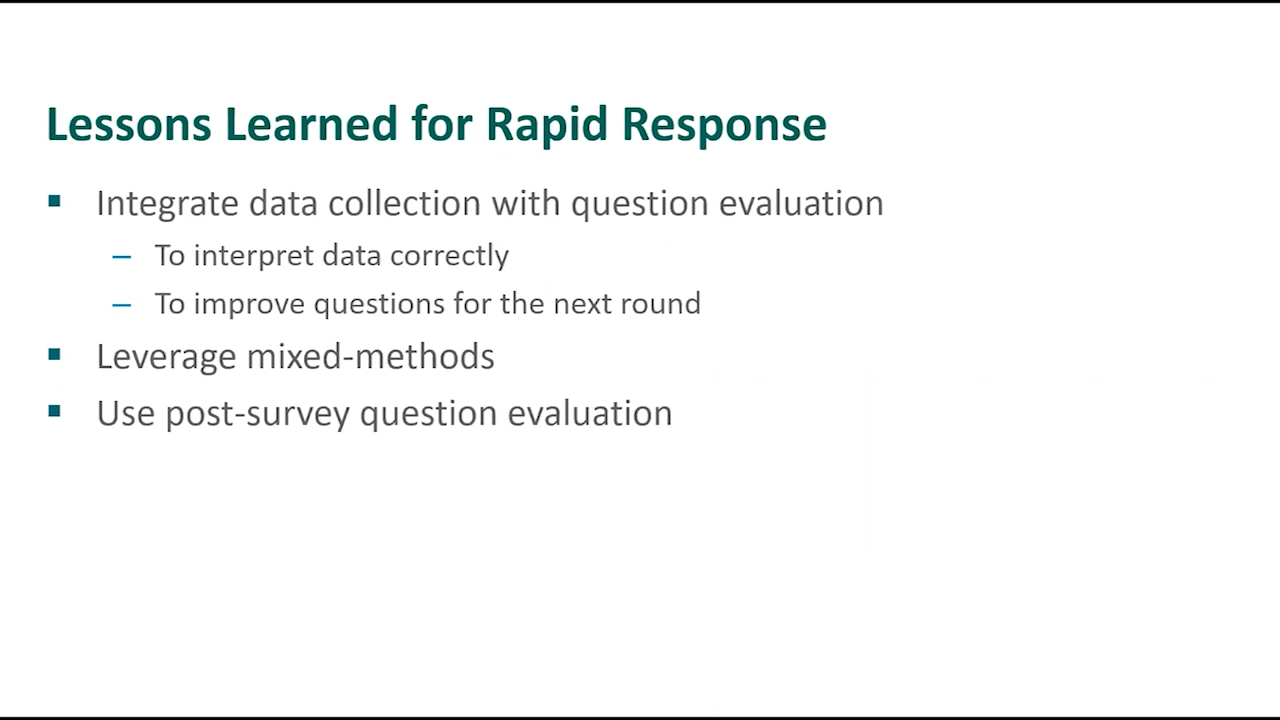 Lessons Learned for Rapid Response
▪ Integrate data collection with question evaluation
– To interpret data correctly
– To improve questions for the next round
▪ Leverage mixed-methods
▪ Use post-survey question evaluation